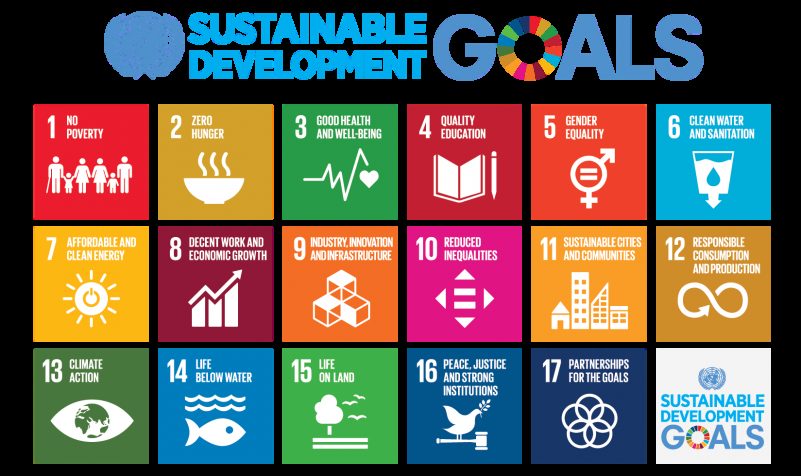 SUSTAINABLE
DEVELOPMENT
GOALS
1 NO
POVERTY
2 ZERO
HUNGER
3 GOOD HEALTH
AND WELL-BEING
4 QUALITY
EDUCATION
5 GENDER
EQUALITY
6 CLEAN WATER
AND SANITATION
7 AFFORDABLE AND
CLEAN ENERGY
8 DECENT WORK AND
ECONOMIC GROWTH
9 INDUSTRY, INNOVATION
AND INFRASTRUCTURE
10 REDUCED
INEQUALITIES
11 SUSTAINABLE CITIES
AND COMMUNITIES
12 RESPONSIBLE
CONSUMPTION
AND PRODUCTION
13 CLIMATE
ACTION
14 LIFE
BELOW WATER
15 LIFE
ON LAND
16 PEACE, JUSTICE
AND STRONG
INSTITUTIONS
17 PARTNERSHIPS
FOR THE GOALS
SUSTAINABLE
DEVELOPMENT
GOALS